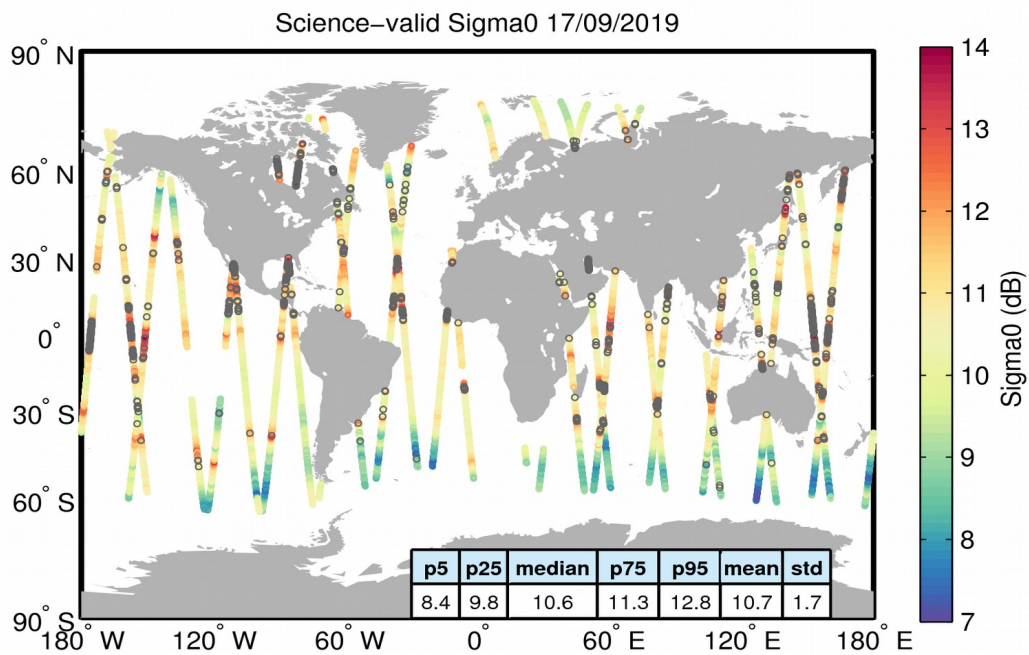 Science−valid Sigma0 17/09/2019
90° N
60° N
30° N
0°
30° S
60° S
90° S
180° W
120° W
60° W
0°
60° E
120° E
180° E
14
13
12
11
10
9
8
7
Sigma0 (dB)
p5 p25 median p75 p95 mean std
8.4 9.8 10.6 11.3 12.8 10.7 1.7